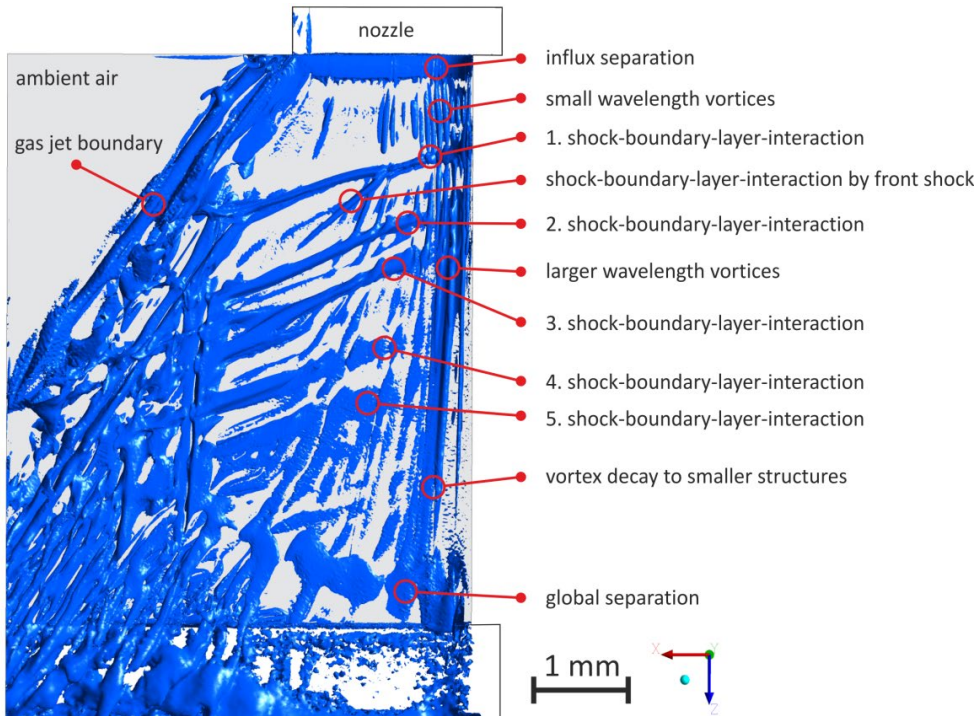 nozzle
ambient air
gas jet boundary
influx separation
small wavelength vortices
1. shock-boundary-layer-interaction
shock-boundary-layer-interaction by front shock
2. shock-boundary-layer-interaction
larger wavelength vortices
3. shock-boundary-layer-interaction
4. shock-boundary-layer-interaction
5. shock-boundary-layer-interaction
vortex decay to smaller structures
global separation
1 mm
X
Y
Z